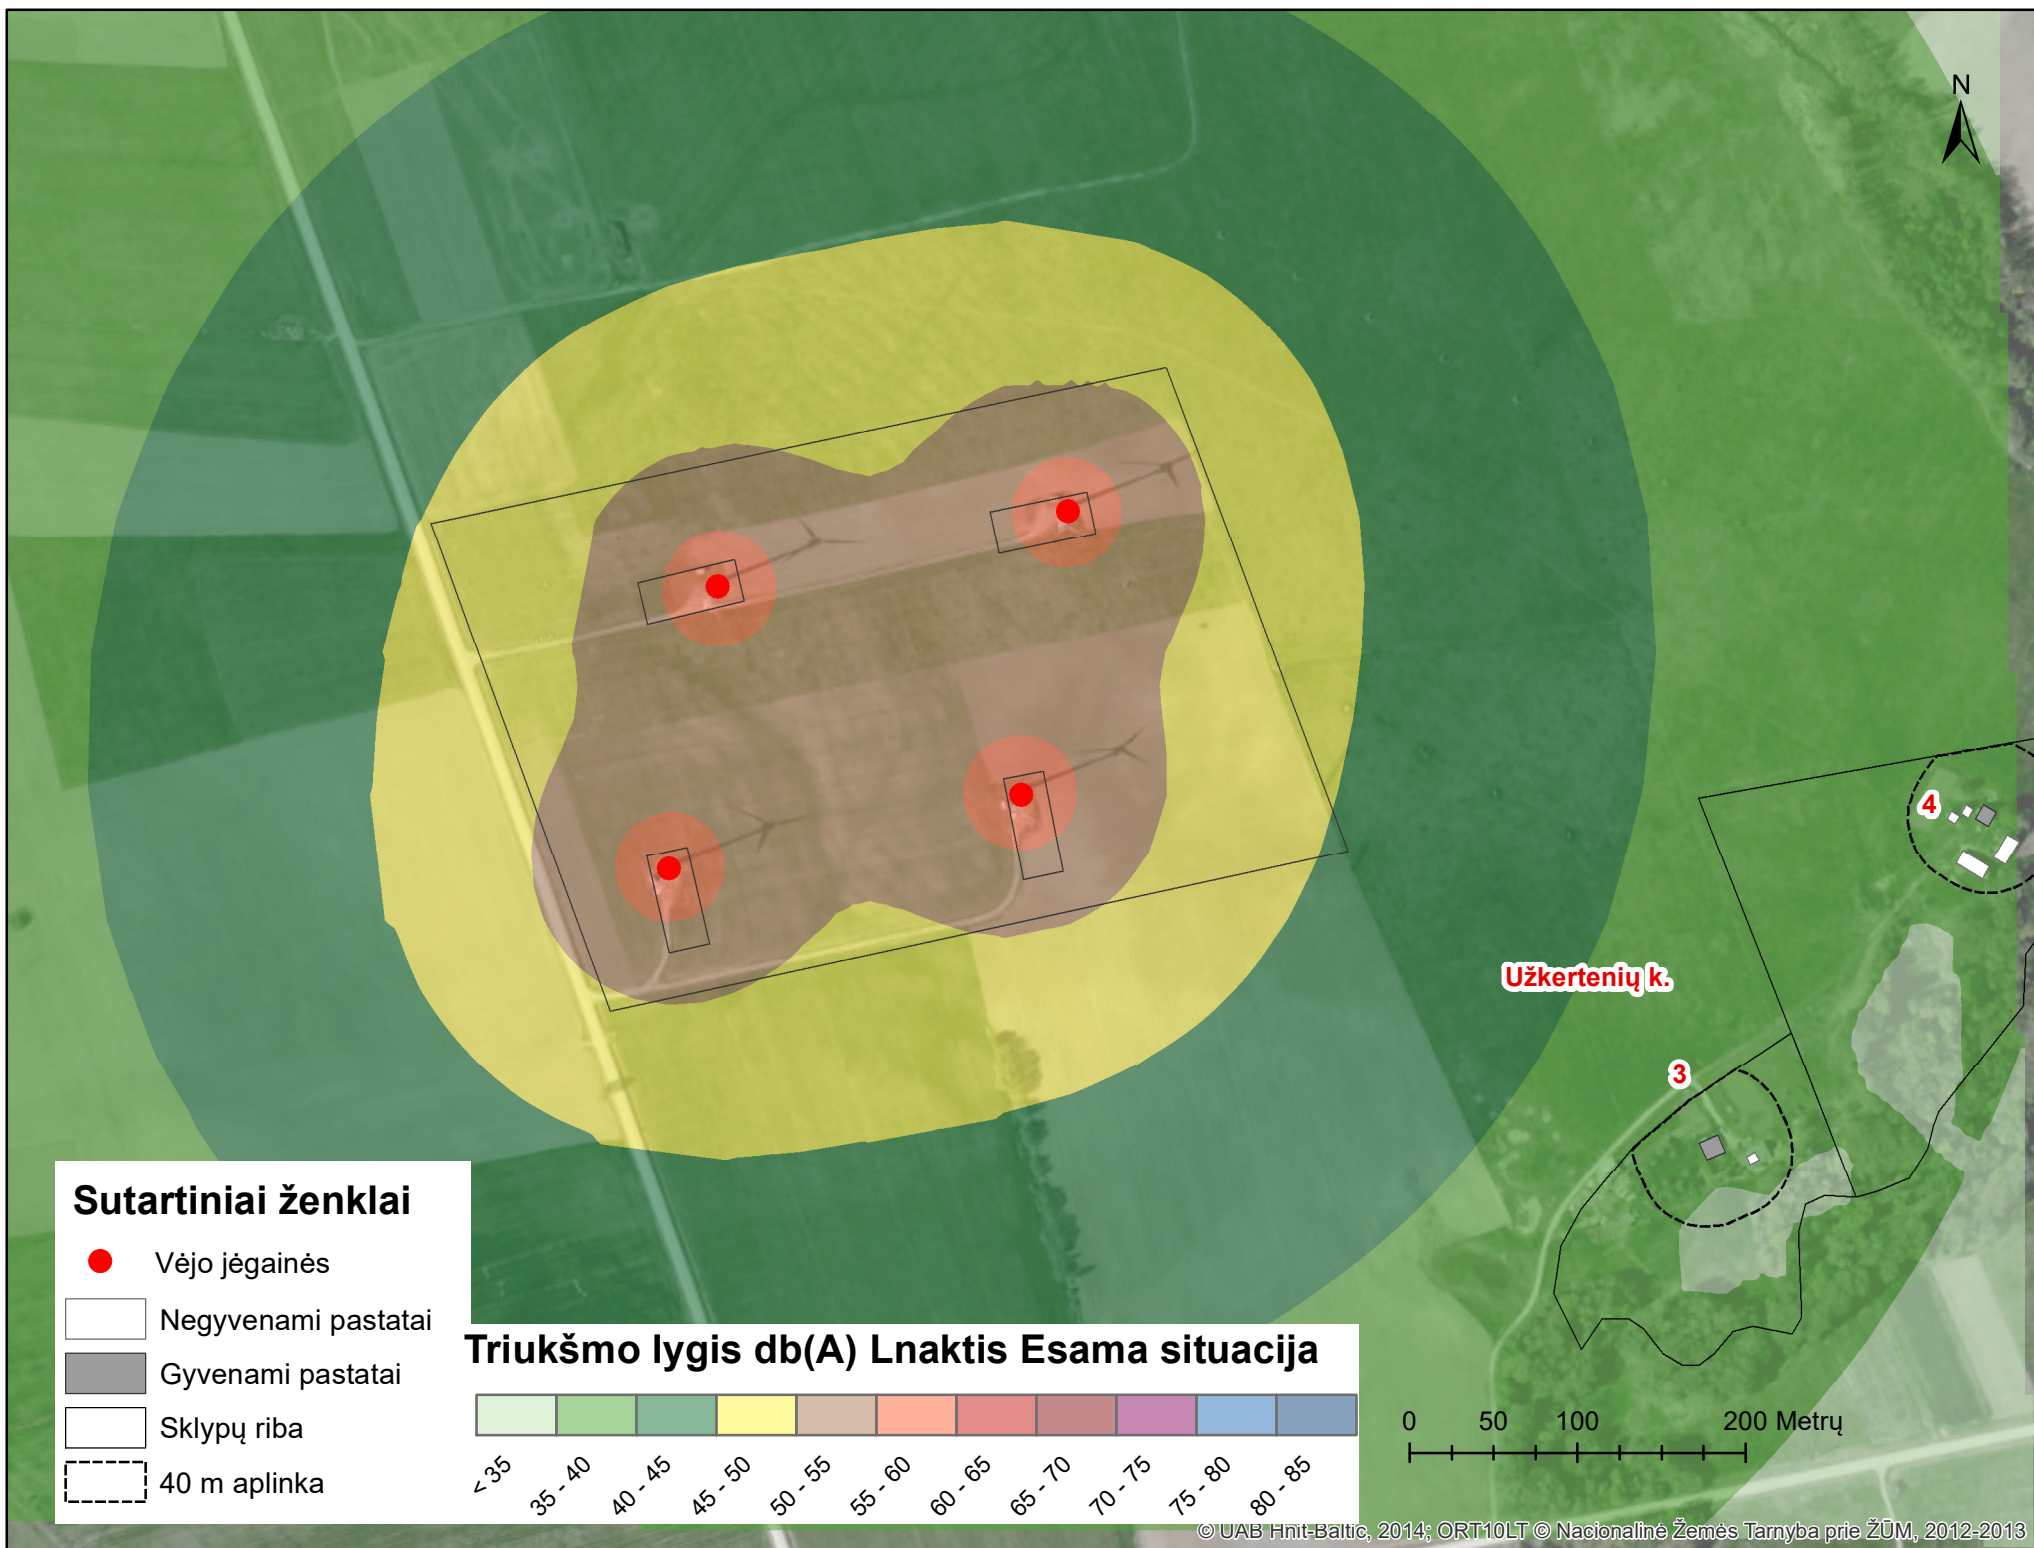 N
4
Užkertenių k.
3
Sutartiniai ženklai
Vėjo jėgainės
Negyvenami pastatai
Gyvenami pastatai
Sklypų riba
40 m aplinka
Triukšmo lygis db(A) Lnaktis Esama situacija
< 35
35 - 40
40 - 45
45 - 50
50 - 55
55 - 60
60 - 65
65 - 70
70 - 75
75 - 80
80 - 85
0 50 100 200 Metrų
© UAB Hnit-Baltic, 2014; ORT10LT © Nacionalinė Žemės Tarnyba prie ŽŪM, 2012-2013